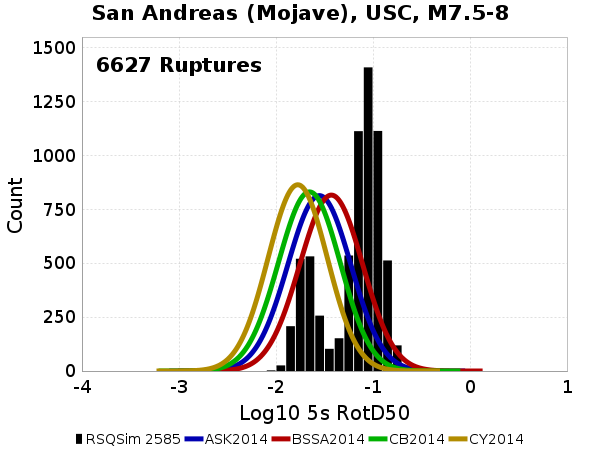 San Andreas (Mojave), USC, M7.5-8
6627 Ruptures
1500
1250
1000
750
500
250
0
Count
-4 -3 -2 -1 0 1
Log10 5s RotD50
RSQSim 2585 ASK2014 BSSA2014 CB2014 CY2014